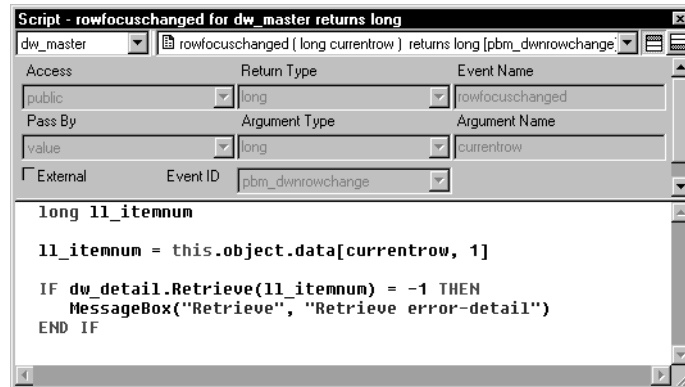 Script - rowfocuschanged for dw_master returns long
dw_master
rowfocuschanged ( long currentrow ) returns long [pbm_dwnrowchange]
Access Return Type Event Name
public long rowfocuschanged
Pass By Argument Type Argument Name
value long currentrow
External Event ID pbm_dwnrowchange
long ll_itemnum
ll_itemnum = this.object.data[currentrow, 1]
IF dw_detail.Retrieve(ll_itemnum) = -1 THEN
MessageBox("Retrieve", "Retrieve error-detail")
END IF